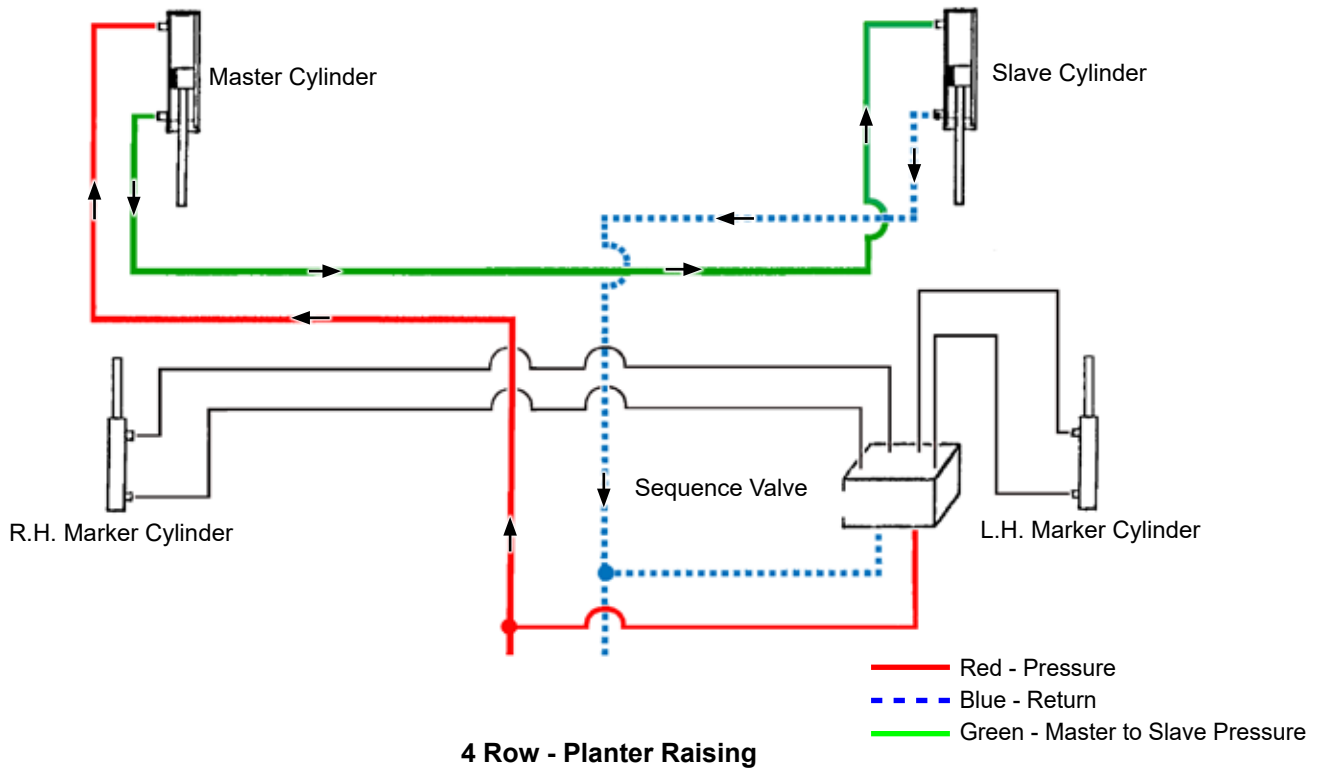 Master Cylinder
Slave Cylinder
Sequence Valve
R.H. Marker Cylinder
L.H. Marker Cylinder
Red - Pressure
Blue - Return
Green - Master to Slave Pressure
4 Row - Planter Raising